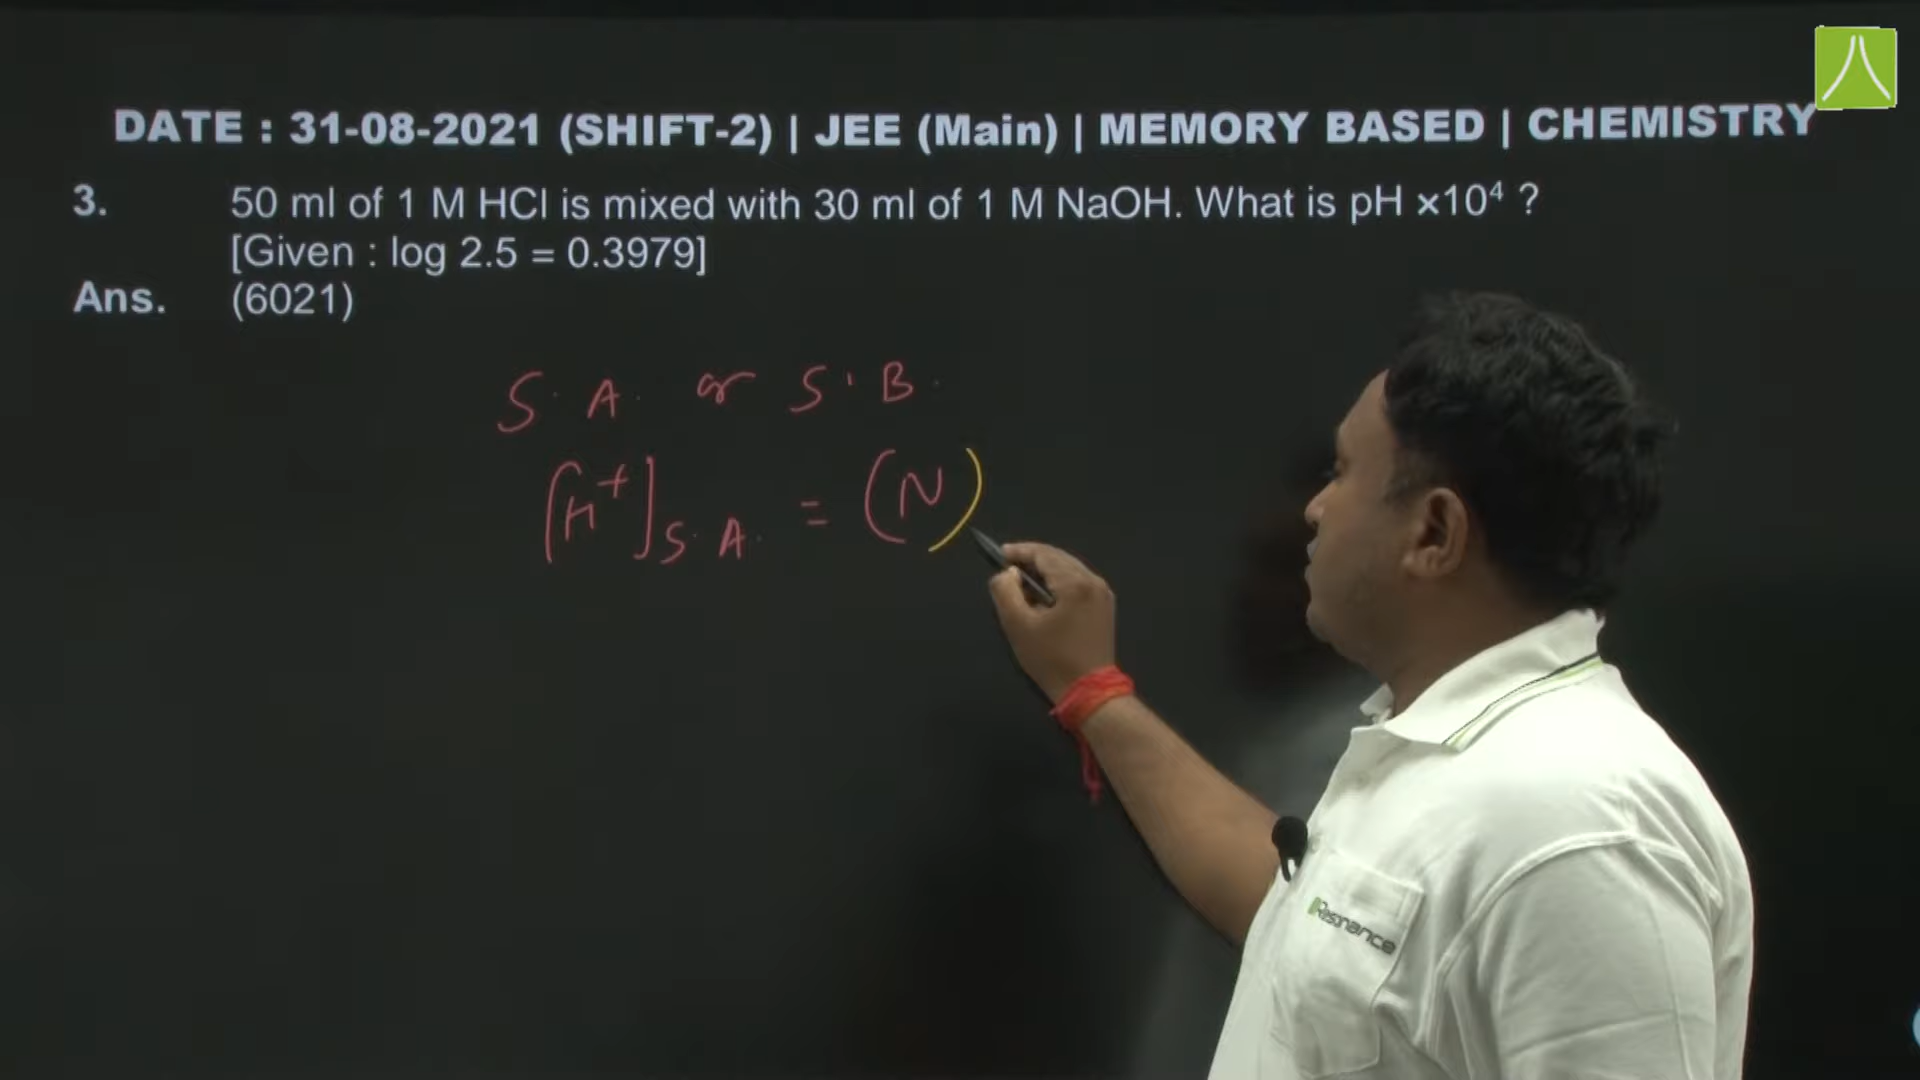 DATE : 31-08-2021 (SHIFT-2) | JEE (Main) | MEMORY BASED | CHEMISTRY
3. 50 ml of 1 M HCl is mixed with 30 ml of 1 M NaOH. What is pH ×10⁴ ?
[Given : log 2.5 = 0.3979]
Ans. (6021)
S. A. or S. B.
[H⁺]S. A. = (N)
Resonance